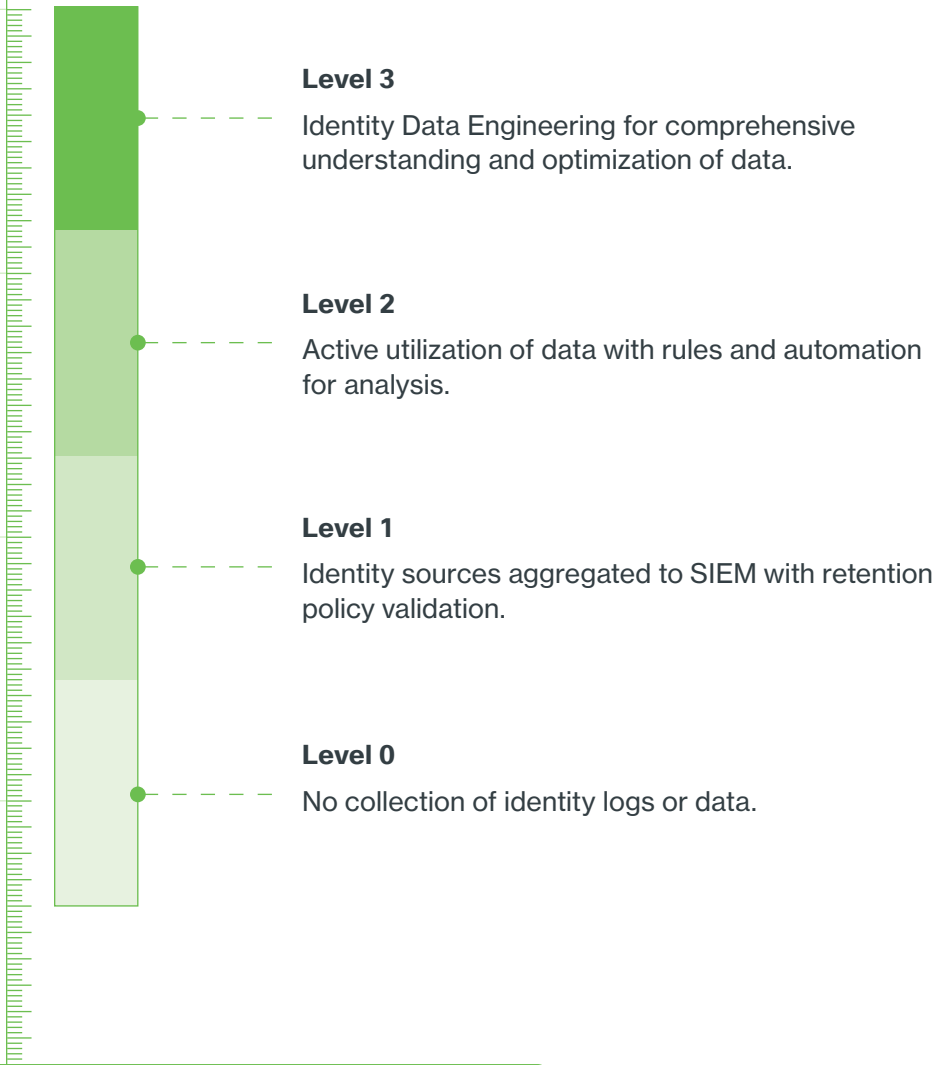 Level 3
Identity Data Engineering for comprehensive
understanding and optimization of data.
Level 2
Active utilization of data with rules and automation
for analysis.
Level 1
Identity sources aggregated to SIEM with retention
policy validation.
Level 0
No collection of identity logs or data.